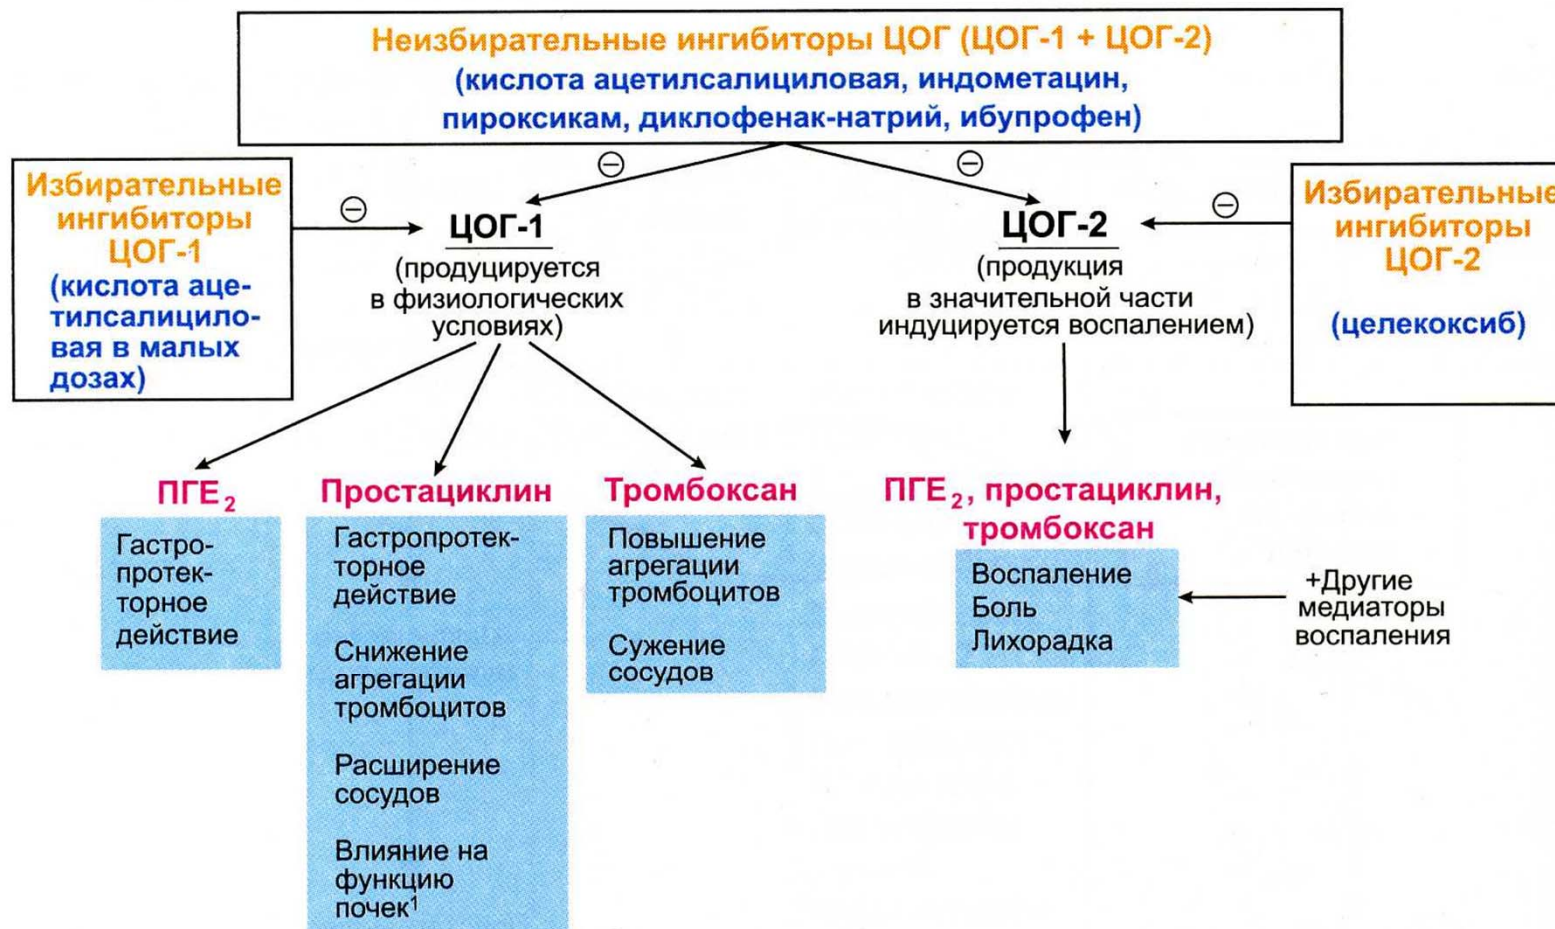 Неизбирательные ингибиторы ЦОГ (ЦОГ-1 + ЦОГ-2)
(кислота ацетилсалициловая, индометацин,
пироксикам, диклофенак-натрий, ибупрофен)
Избирательные
ингибиторы
ЦОГ-1
(кислота аце-
тилсалицило-
вая в малых
дозах)
⊖
⊖
⊖
⊖
ЦОГ-1
(продуцируется
в физиологических
условиях)
ЦОГ-2
(продукция
в значительной части
индуцируется воспалением)
Избирательные
ингибиторы
ЦОГ-2
(целекоксиб)
ПГЕ₂
Гастро-
протек-
торное
действие
Простациклин
Гастропротек-
торное
действие
Снижение
агрегации
тромбоцитов
Расширение
сосудов
Влияние на
функцию
почек¹
Тромбоксан
Повышение
агрегации
тромбоцитов
Сужение
сосудов
ПГЕ₂, простациклин,
тромбоксан
Воспаление
Боль
Лихорадка
+Другие
медиаторы
воспаления